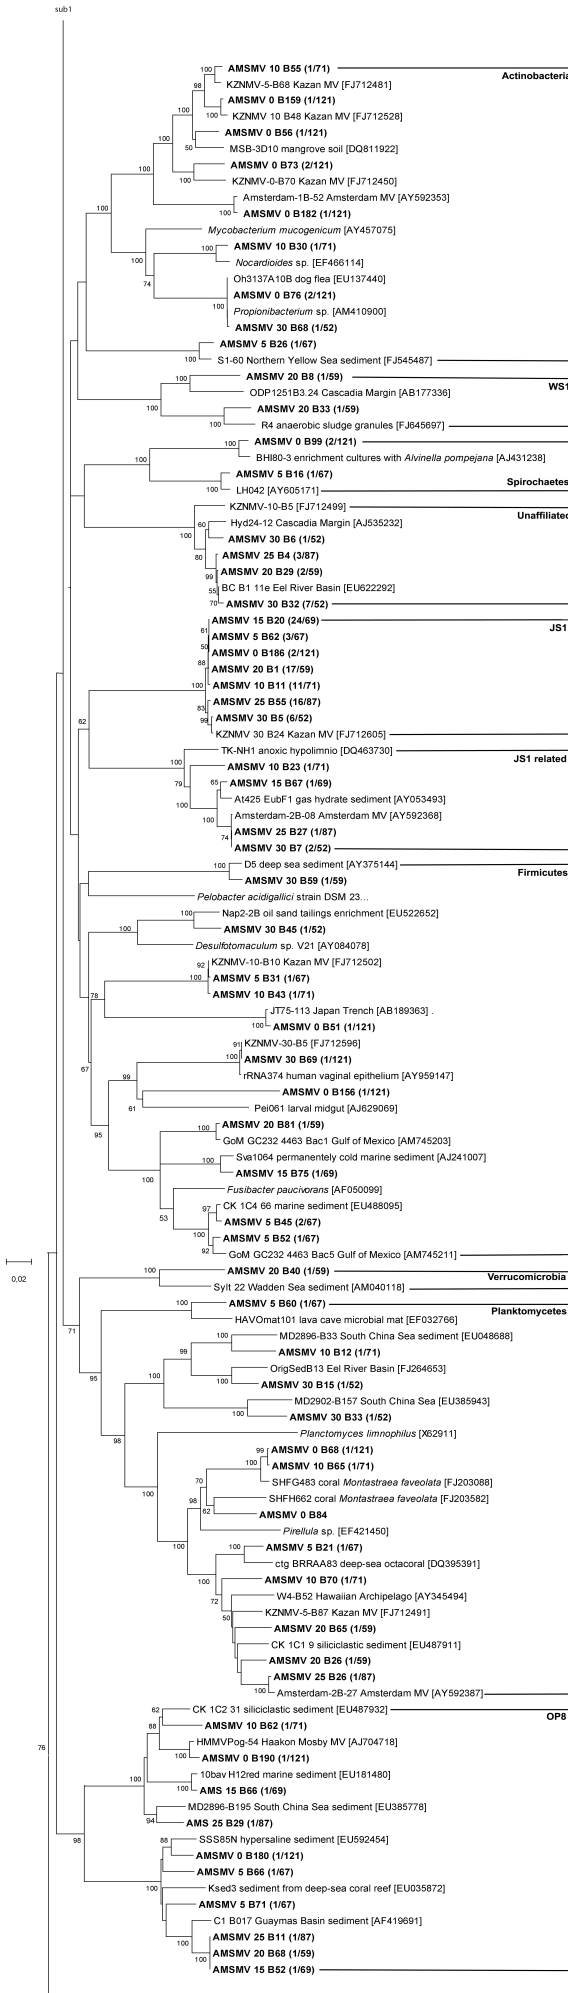 sub1
AMSMV 10 B55 (1/71)
Actinobacteria
KZNMV-5-B68 Kazan MV [FJ712481]
AMSMV 0 B159 (1/121)
KZNMV 10 B48 Kazan MV [FJ712528]
AMSMV 0 B56 (1/121)
MSB-3D10 mangrove soil [DQ811922]
AMSMV 0 B73 (2/121)
KZNMV-0-B70 Kazan MV [FJ712450]
Amsterdam-1B-52 Amsterdam MV [AY592353]
AMSMV 0 B182 (1/121)
Mycobacterium mucogenicum [AY457075]
AMSMV 10 B30 (1/71)
Nocardioides sp. [EF466114]
Oh3137A10B dog flea [EU137440]
AMSMV 0 B76 (2/121)
Propionibacterium sp. [AM410900]
AMSMV 30 B68 (1/52)
AMSMV 5 B26 (1/67)
S1-60 Northern Yellow Sea sediment [FJ545487]
AMSMV 20 B8 (1/59)
WS1
ODP1251B3.24 Cascadia Margin [AB177336]
AMSMV 20 B33 (1/59)
R4 anaerobic sludge granules [FJ645697]
AMSMV 0 B99 (2/121)
BHI80-3 enrichment cultures with Alvinella pompejana [AJ431238]
AMSMV 5 B16 (1/67)
Spirochaetes
LH042 [AY605171]
KZNMV-10-B5 [FJ712499]
Unaffiliated
Hyd24-12 Cascadia Margin [AJ535232]
AMSMV 30 B6 (1/52)
AMSMV 25 B4 (3/87)
AMSMV 20 B29 (2/59)
BC B1 11e Eel River Basin [EU622292]
AMSMV 30 B32 (7/52)
AMSMV 15 B20 (24/69)
JS1
AMSMV 5 B62 (3/67)
AMSMV 0 B186 (2/121)
AMSMV 20 B1 (17/59)
AMSMV 10 B11 (11/71)
AMSMV 25 B55 (16/87)
AMSMV 30 B5 (6/52)
KZNMV 30 B24 Kazan MV [FJ712605]
TK-NH1 anoxic hypolimnio [DQ463730]
JS1 related
AMSMV 10 B23 (1/71)
AMSMV 15 B67 (1/69)
At425 EubF1 gas hydrate sediment [AY053493]
Amsterdam-2B-08 Amsterdam MV [AY592368]
AMSMV 25 B27 (1/87)
AMSMV 30 B7 (2/52)
D5 deep sea sediment [AY375144]
Firmicutes
AMSMV 30 B59 (1/59)
Pelobacter acidigallici strain DSM 23...
Nap2-2B oil sand tailings enrichment [EU522652]
AMSMV 30 B45 (1/52)
Desulfotomaculum sp. V21 [AY084078]
KZNMV-10-B10 Kazan MV [FJ712502]
AMSMV 5 B31 (1/67)
AMSMV 10 B43 (1/71)
JT75-113 Japan Trench [AB189363] .
AMSMV 0 B51 (1/121)
KZNMV-30-B5 [FJ712596]
AMSMV 30 B69 (1/121)
rRNA374 human vaginal epithelium [AY959147]
AMSMV 0 B156 (1/121)
Pei061 larval midgut [AJ629069]
AMSMV 20 B81 (1/59)
GoM GC232 4463 Bac1 Gulf of Mexico [AM745203]
Sva1064 permanently cold marine sediment [AJ241007]
AMSMV 15 B75 (1/69)
Fusibacter paucivorans [AF050099]
CK 1C4 66 marine sediment [EU488095]
AMSMV 5 B45 (2/67)
AMSMV 5 B52 (1/67)
GoM GC232 4463 Bac5 Gulf of Mexico [AM745211]
0,02
AMSMV 20 B40 (1/59)
Verrucomicrobia
Sylt 22 Wadden Sea sediment [AM040118]
AMSMV 5 B60 (1/67)
Planktomycetes
HAVOmat101 lava cave microbial mat [EF032766]
MD2896-B33 South China Sea sediment [EU048688]
AMSMV 10 B12 (1/71)
OrigSedB13 Eel River Basin [FJ264653]
AMSMV 30 B15 (1/52)
MD2902-B157 South China Sea [EU385943]
AMSMV 30 B33 (1/52)
Planctomyces limnophilus [X62911]
AMSMV 0 B68 (1/121)
AMSMV 10 B65 (1/71)
SHFG483 coral Montastraea faveolata [FJ203088]
SHFH662 coral Montastraea faveolata [FJ203582]
AMSMV 0 B84
Pirellula sp. [EF421450]
AMSMV 5 B21 (1/67)
ctg BRRAA83 deep-sea octacoral [DQ395391]
AMSMV 10 B70 (1/71)
W4-B52 Hawaiian Archipelago [AY345494]
KZNMV-5-B87 Kazan MV [FJ712491]
AMSMV 20 B65 (1/59)
CK 1C1 9 siliciclastic sediment [EU487911]
AMSMV 20 B26 (1/59)
AMSMV 25 B26 (1/87)
Amsterdam-2B-27 Amsterdam MV [AY592387]
CK 1C2 31 siliciclastic sediment [EU487932]
OP8
AMSMV 10 B62 (1/71)
HMMVPog-54 Haakon Mosby MV [AJ704718]
AMSMV 0 B190 (1/121)
10bav H12red marine sediment [EU181480]
AMS 15 B66 (1/69)
MD2896-B195 South China Sea sediment [EU385778]
AMS 25 B29 (1/87)
SSS85N hypersaline sediment [EU592454]
AMSMV 0 B180 (1/121)
AMSMV 5 B66 (1/67)
Ksed3 sediment from deep-sea coral reef [EU035872]
AMSMV 5 B71 (1/67)
C1 B017 Guaymas Basin sediment [AF419691]
AMSMV 25 B11 (1/87)
AMSMV 20 B68 (1/59)
AMSMV 15 B52 (1/69)